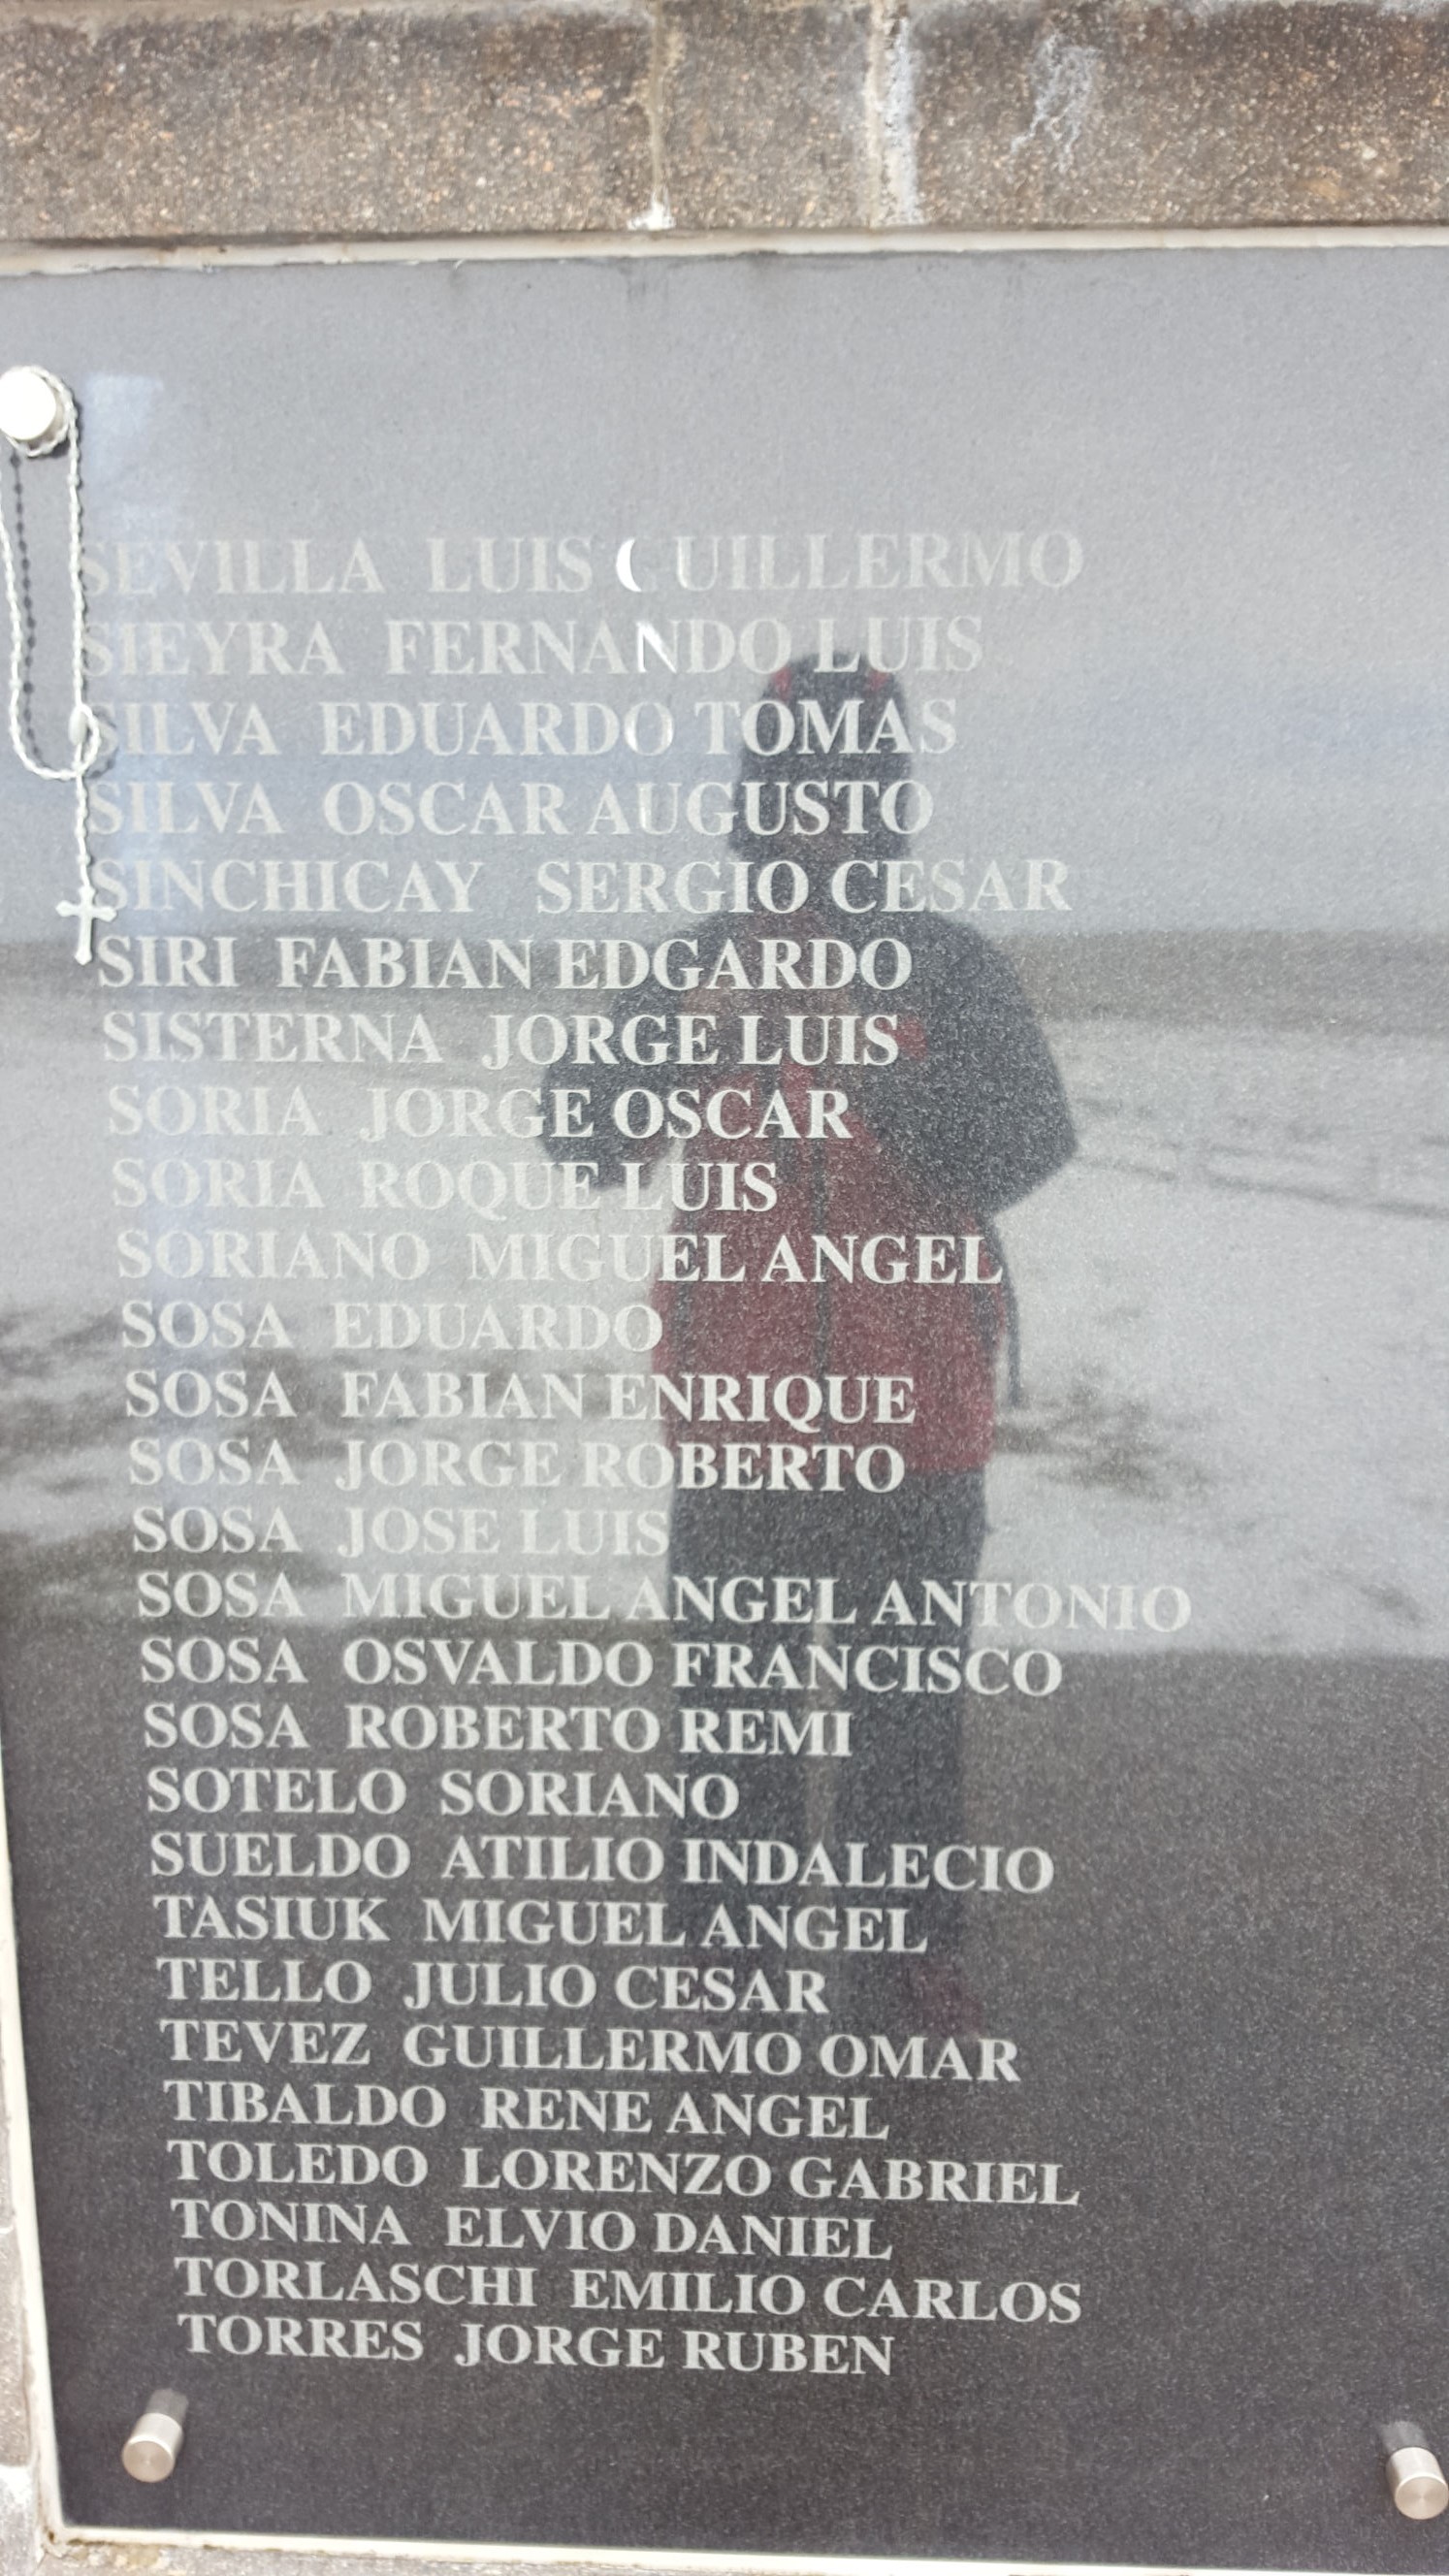 SEVILLA LUIS GUILLERMO
SIEYRA FERNANDO LUIS
SILVA EDUARDO TOMAS
SILVA OSCAR AUGUSTO
SINCHICAY SERGIO CESAR
SIRI FABIAN EDGARDO
SISTERNA JORGE LUIS
SORIA JORGE OSCAR
SORIA ROQUE LUIS
SORIANO MIGUEL ANGEL
SOSA EDUARDO
SOSA FABIAN ENRIQUE
SOSA JORGE ROBERTO
SOSA JOSE LUIS
SOSA MIGUEL ANGEL ANTONIO
SOSA OSVALDO FRANCISCO
SOSA ROBERTO REMI
SOTELO SORIANO
SUELDO ATILIO INDALECIO
TASIUK MIGUEL ANGEL
TELLO JULIO CESAR
TEVEZ GUILLERMO OMAR
TIBALDO RENE ANGEL
TOLEDO LORENZO GABRIEL
TONINA ELVIO DANIEL
TORLASCHI EMILIO CARLOS
TORRES JORGE RUBEN